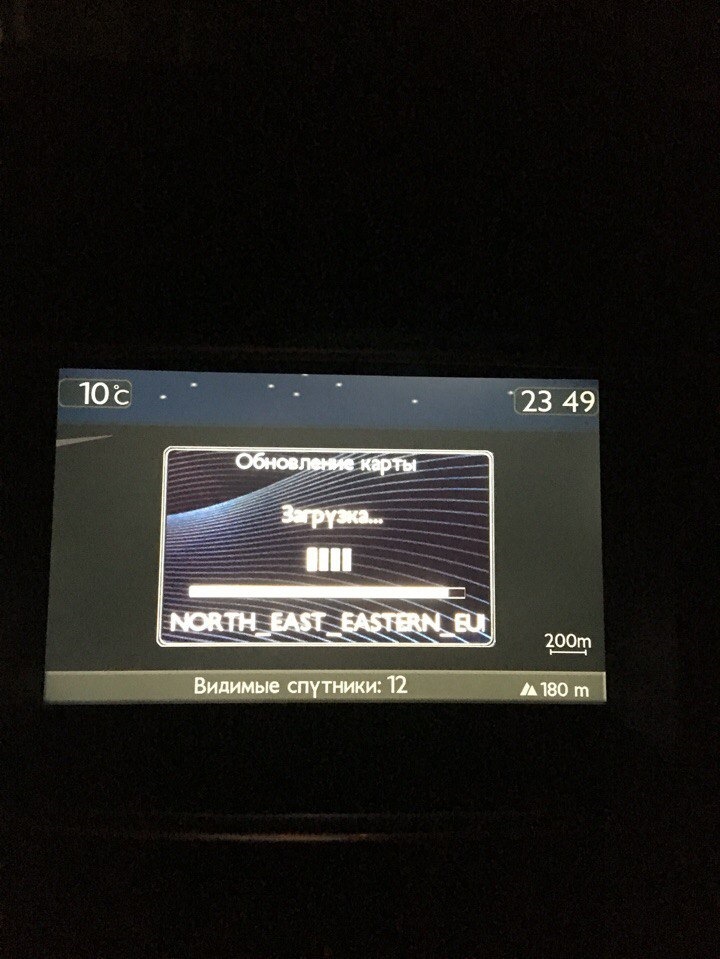 10°C
23 49
Обновление карты
Загрузка...
NORTH_EAST_EASTERN_EU
200m
Видимые спутники: 12
180 m